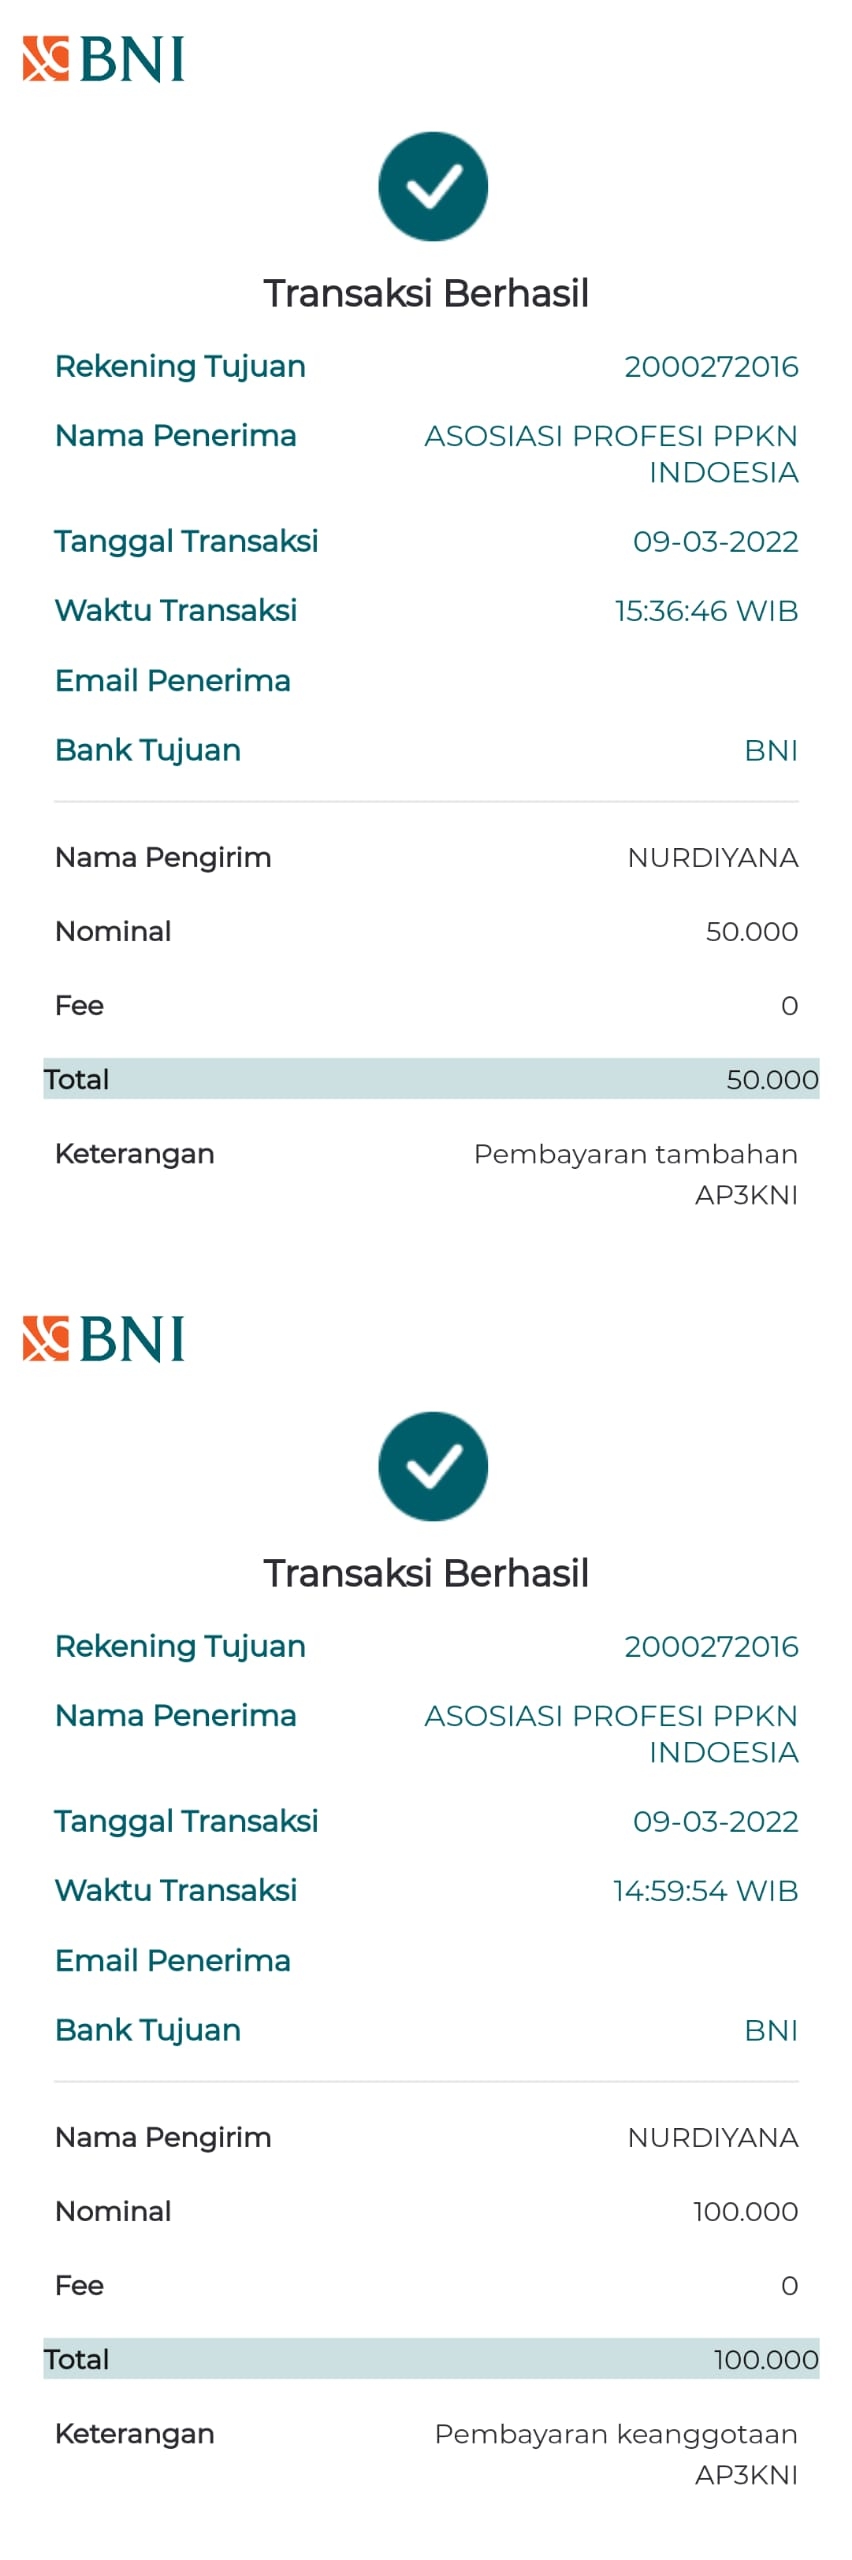 BNI
Transaksi Berhasil
Rekening Tujuan 2000272016
Nama Penerima ASOSIASI PROFESI PPKN
INDOESIA
Tanggal Transaksi 09-03-2022
Waktu Transaksi 15:36:46 WIB
Email Penerima
Bank Tujuan BNI
Nama Pengirim NURDIYANA
Nominal 50.000
Fee 0
Total 50.000
Keterangan Pembayaran tambahan
AP3KNI
BNI
Transaksi Berhasil
Rekening Tujuan 2000272016
Nama Penerima ASOSIASI PROFESI PPKN
INDOESIA
Tanggal Transaksi 09-03-2022
Waktu Transaksi 14:59:54 WIB
Email Penerima
Bank Tujuan BNI
Nama Pengirim NURDIYANA
Nominal 100.000
Fee 0
Total 100.000
Keterangan Pembayaran keanggotaan
AP3KNI